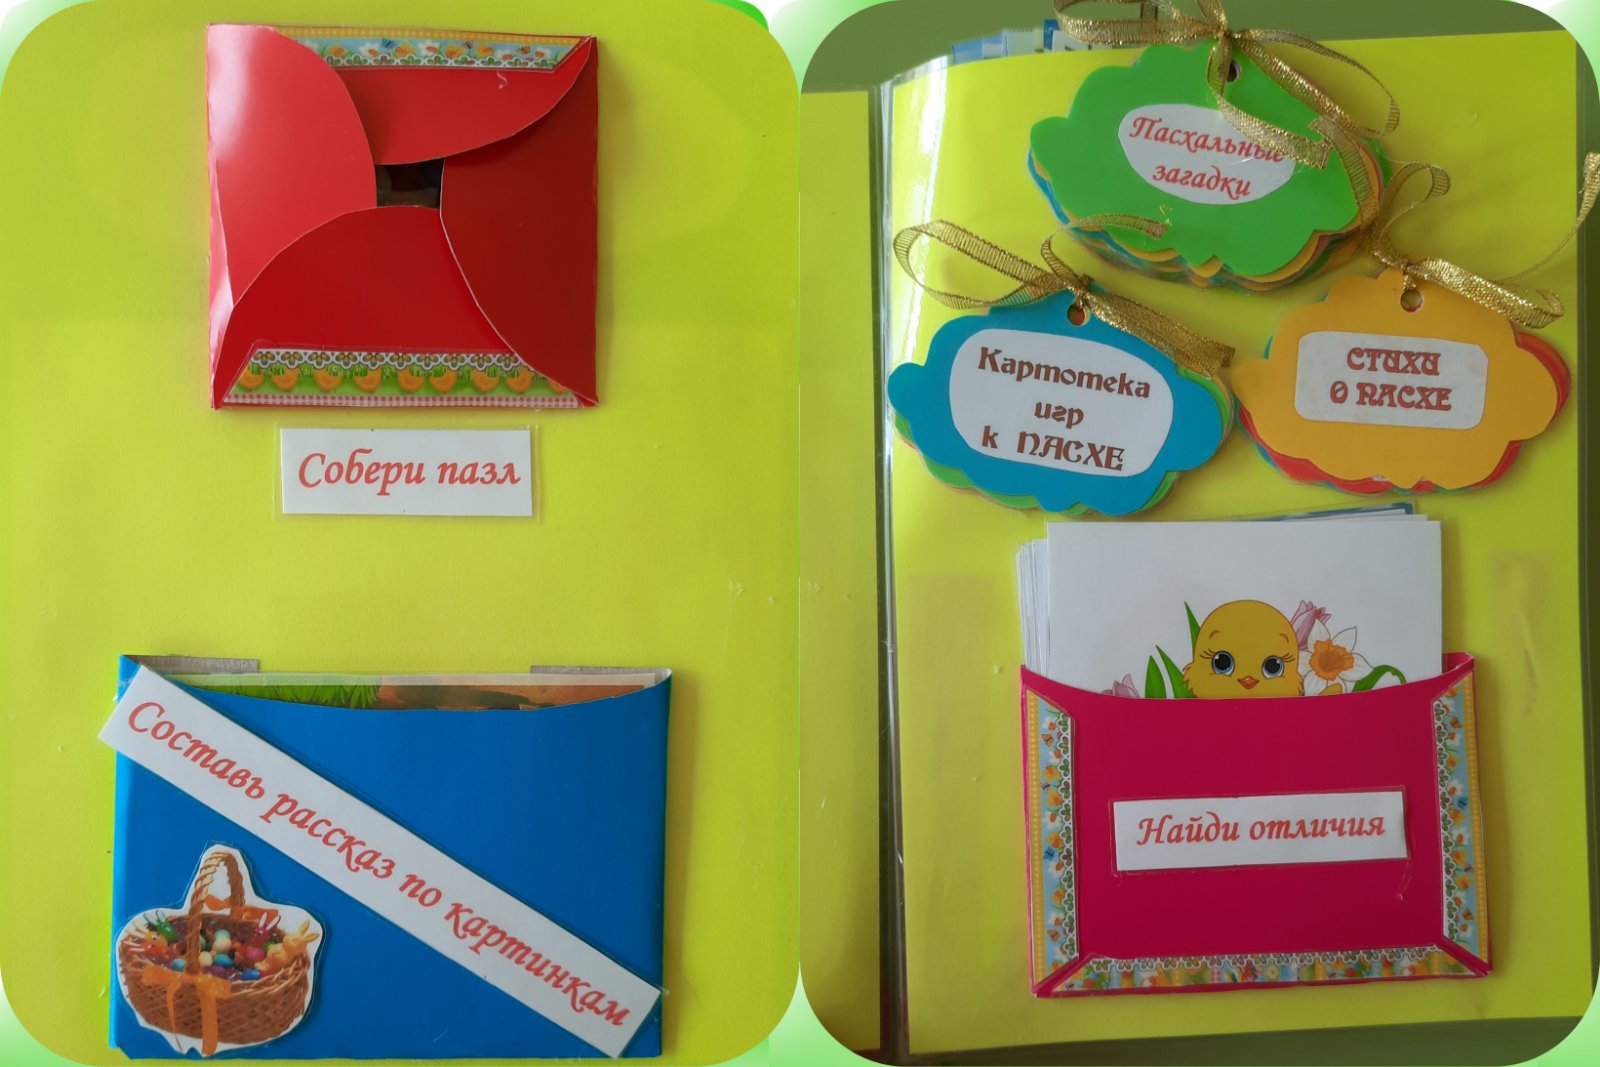 Собери пазл
Составь рассказ по картинкам
Пасхальные
загадки
Картотека
игр
к ПАСХЕ
СТИХИ
О ПАСХЕ
Найди отличия